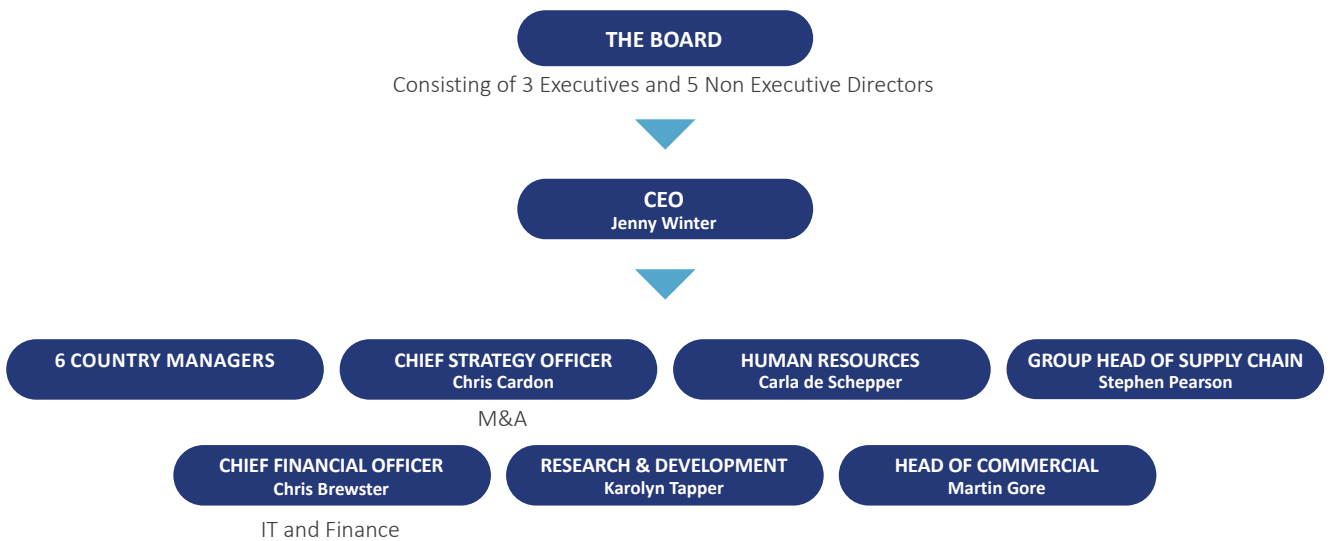 THE BOARD
Consisting of 3 Executives and 5 Non Executive Directors
CEO
Jenny Winter
6 COUNTRY MANAGERS
CHIEF STRATEGY OFFICER
Chris Cardon
M&A
HUMAN RESOURCES
Carla de Schepper
GROUP HEAD OF SUPPLY CHAIN
Stephen Pearson
CHIEF FINANCIAL OFFICER
Chris Brewster
IT and Finance
RESEARCH & DEVELOPMENT
Karolyn Tapper
HEAD OF COMMERCIAL
Martin Gore